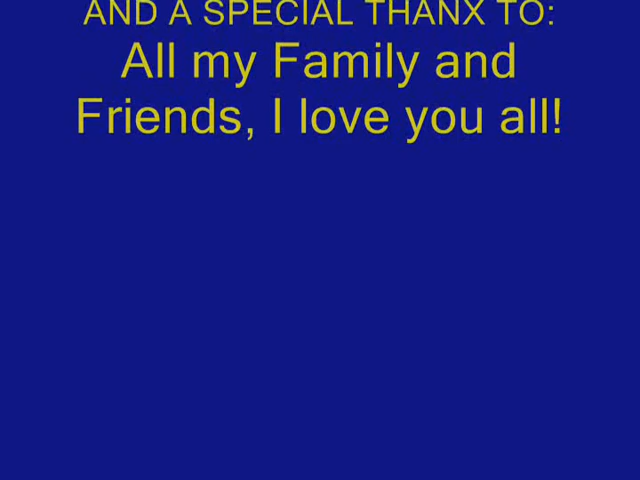 AND A SPECIAL THANX TO:
All my Family and
Friends, I love you all!